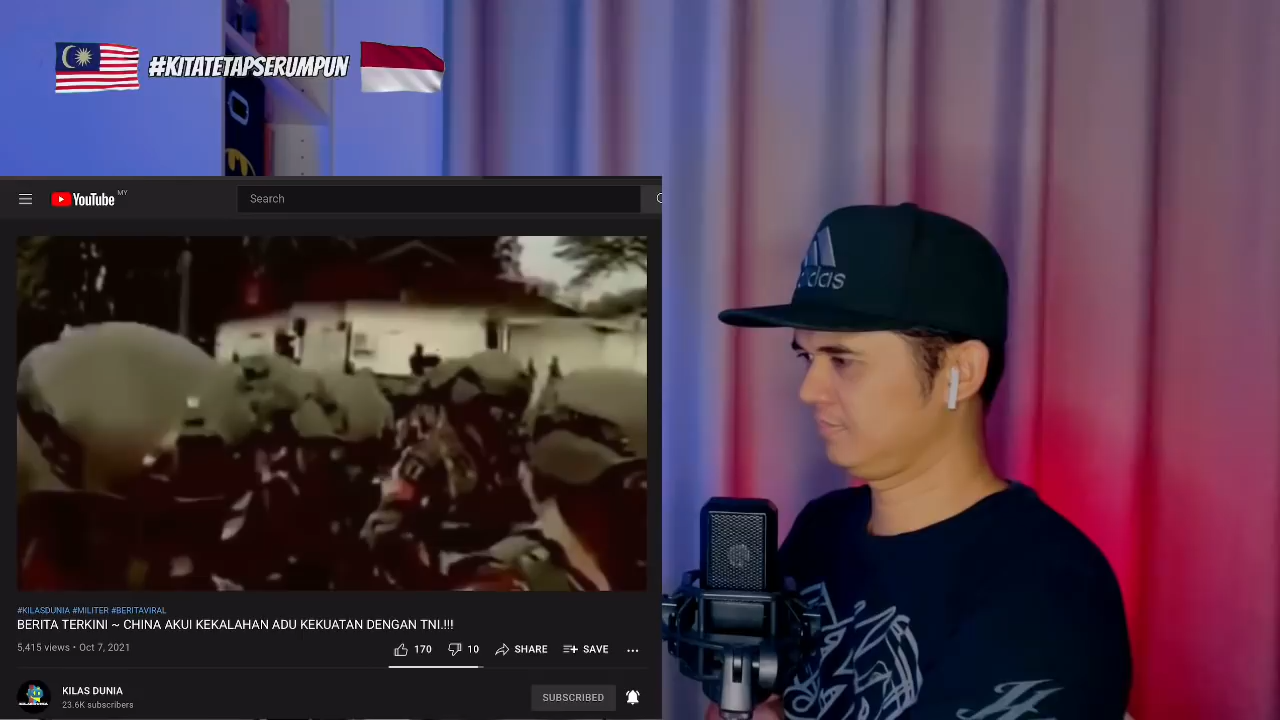 #KITATETAPSERUMPUN
YouTube MY
Search
adidas
#KILASDUNIA #MILITER #BERITAVIRAL
BERITA TERKINI ~ CHINA AKUI KEKALAHAN ADU KEKUATAN DENGAN TNI.!!!
5,415 views • Oct 7, 2021
170
10
SHARE
SAVE
KILAS DUNIA
23.6K subscribers
SUBSCRIBED